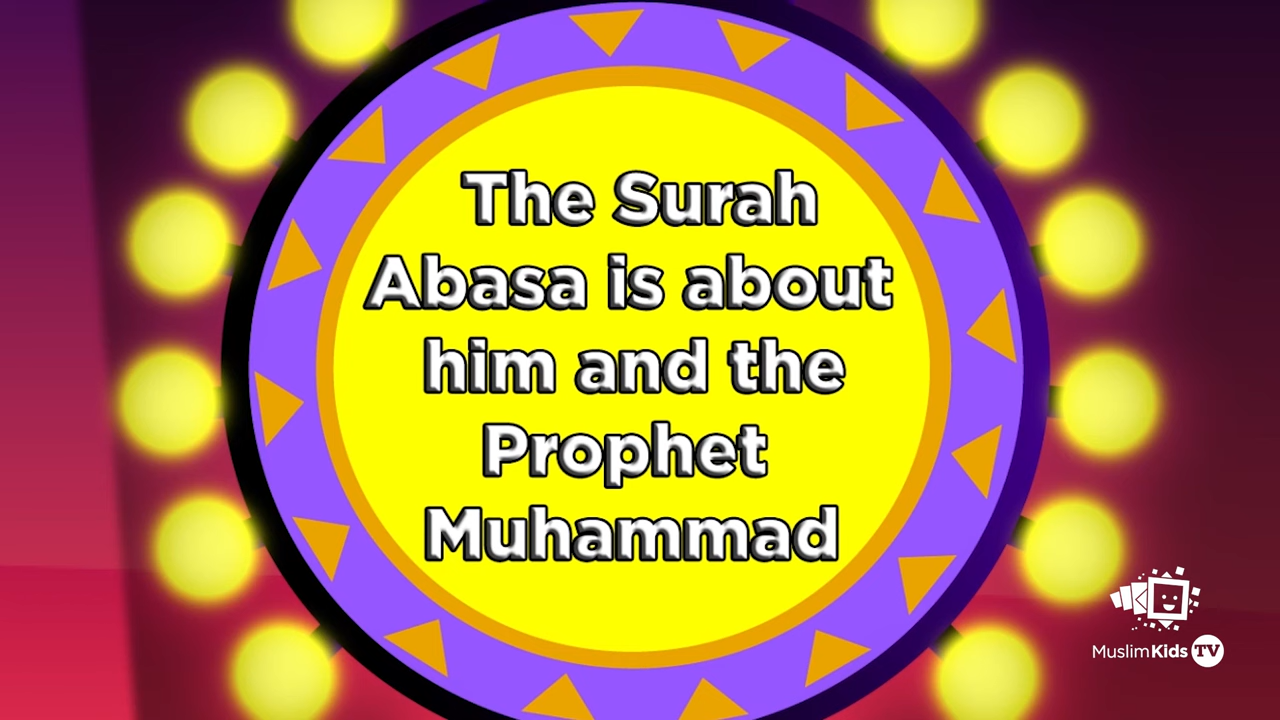 The Surah
Abasa is about
him and the
Prophet
Muhammad
MuslimKids TV